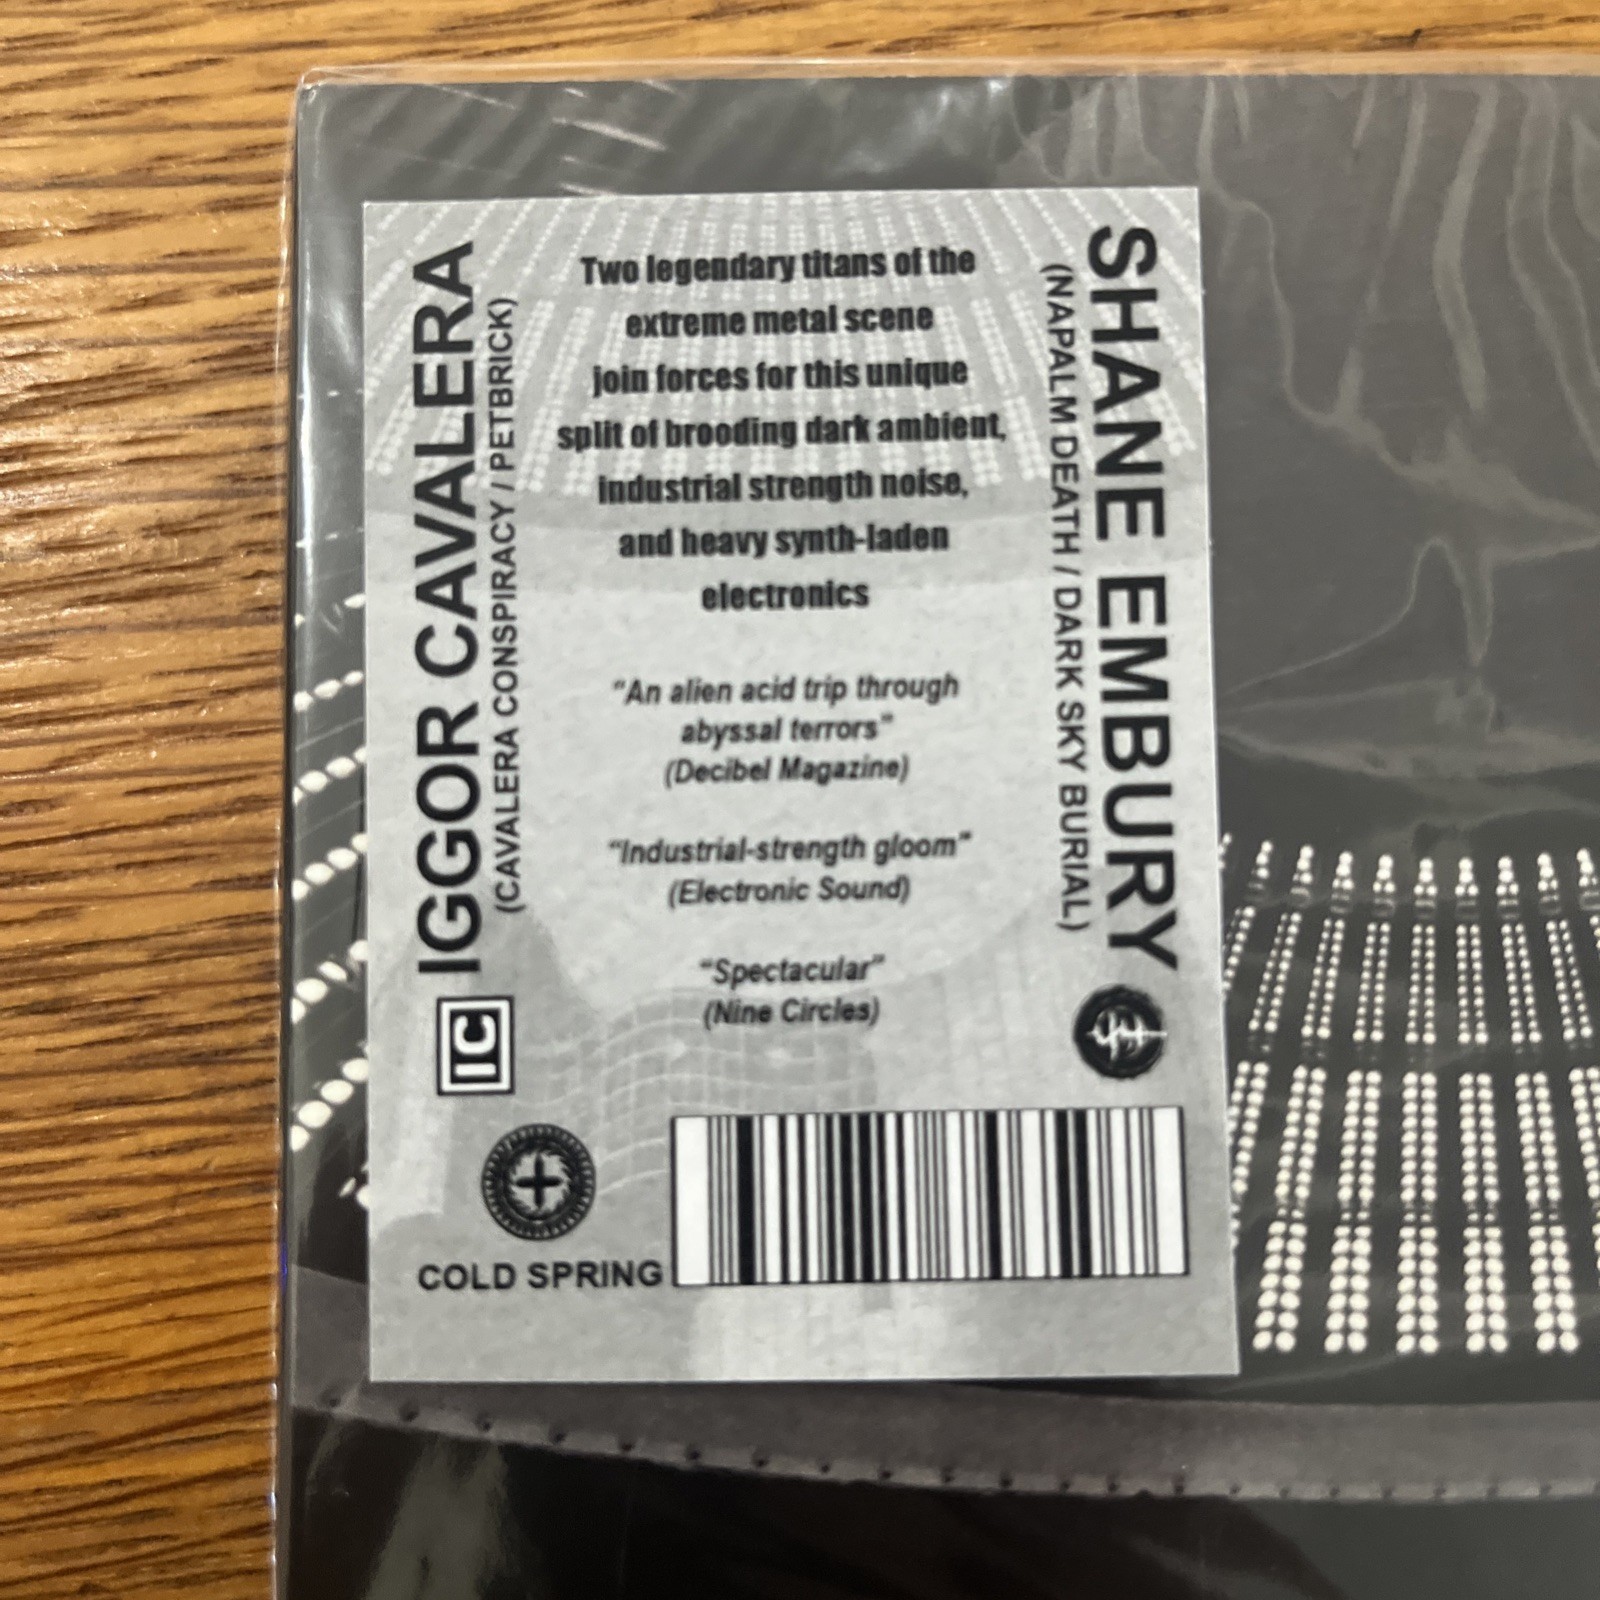 IGGOR CAVALERA
(CAVALERA CONSPIRACY / PETBRICK)
IC
Two legendary titans of the
extreme metal scene
join forces for this unique
split of brooding dark ambient,
industrial strength noise,
and heavy synth-laden
electronics
“An alien acid trip through
abyssal terrors”
(Decibel Magazine)
“Industrial-strength gloom”
(Electronic Sound)
“Spectacular”
(Nine Circles)
SHANE EMBURY
(NAPALM DEATH / DARK SKY BURIAL)
COLD SPRING